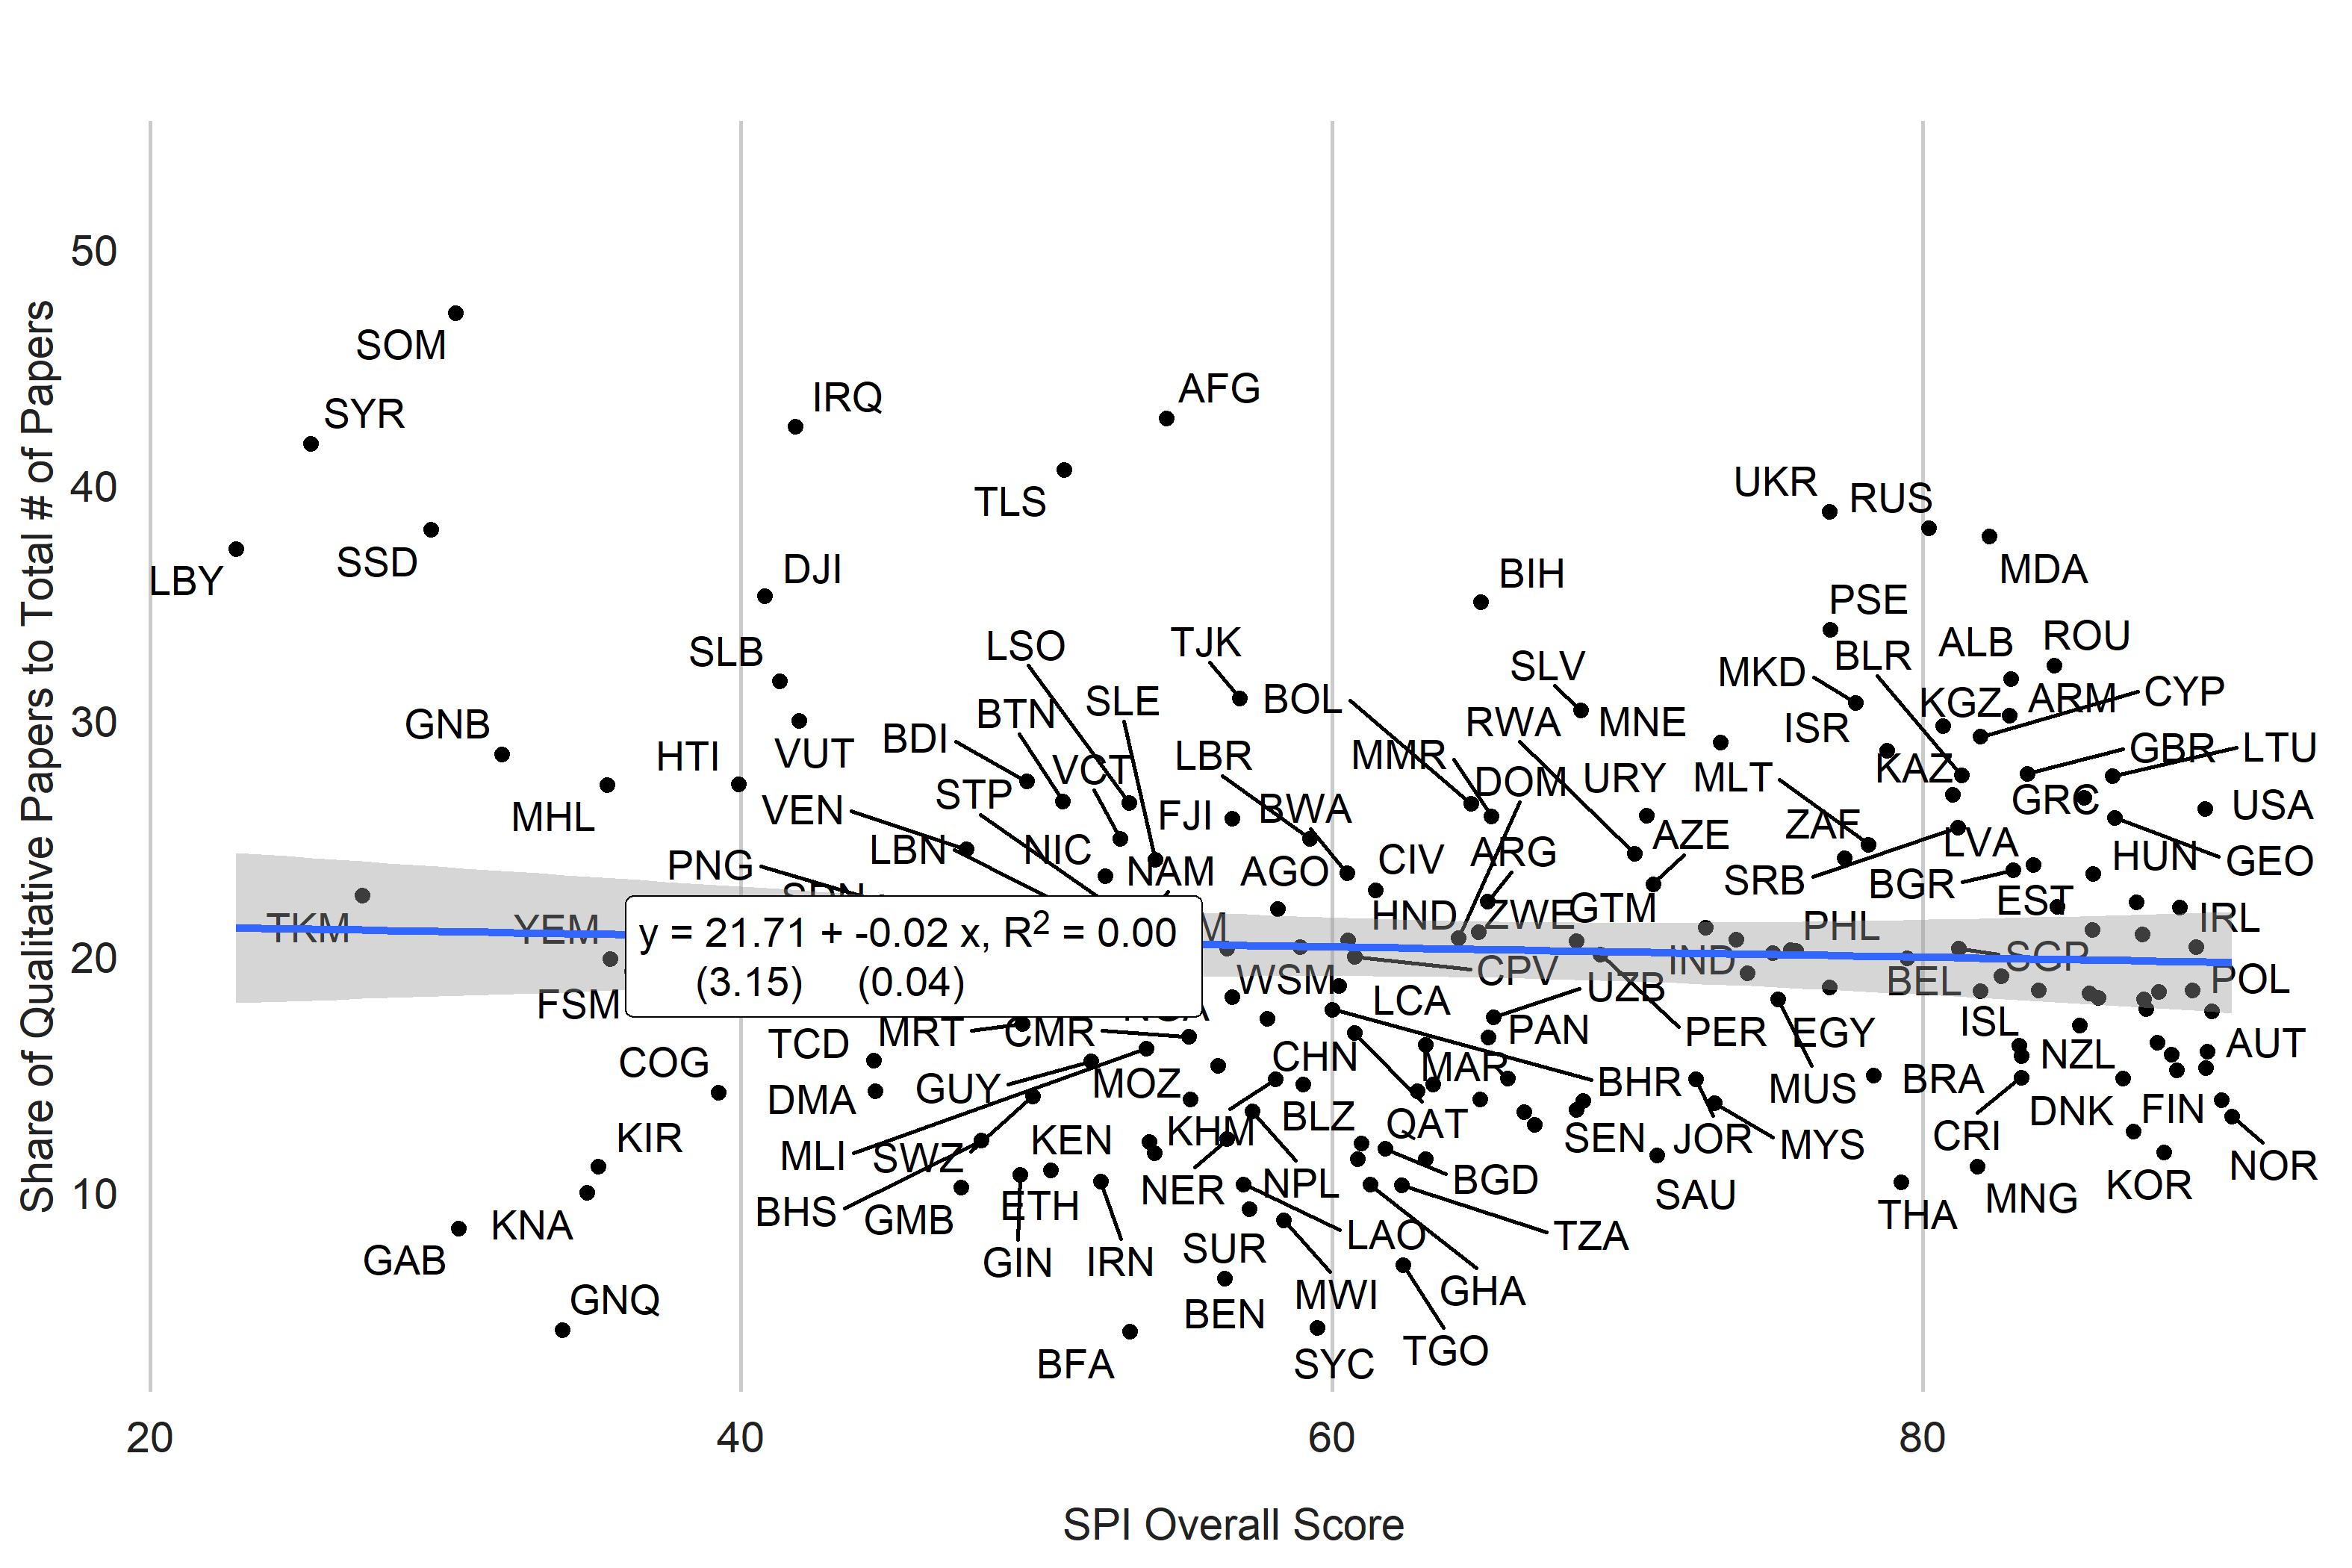 Share of Qualitative Papers to Total # of Papers
50
40
30
20
10
SOM
SYR
IRQ
AFG
TLS
UKR
RUS
LBY
SSD
MDA
DJI
BIH
PSE
SLB
LSO
TJK
SLV
MKD
BLR
ALB
ROU
GNB
BTN
SLE
BOL
RWA
MNE
ISR
KGZ
ARM
CYP
HTI
VUT
BDI
VCT
LBR
MMR
DOM
URY
MLT
KAZ
GBR
LTU
MHL
VEN
STP
FJI
BWA
ZAF
GRC
USA
PNG
LBN
NIC
NAM
AGO
CIV
ARG
AZE
SRB
LVA
BGR
HUN
GEO
TKM
YEM
HND
ZWE
GTM
PHL
EST
IRL
y = 21.71 + -0.02 x, R2 = 0.00
(3.15) (0.04)
FSM
WSM
CPV
IND
UZB
BEL
SGP
POL
COG
TCD
MRT
CMR
LCA
PAN
PER
EGY
ISL
NZL
AUT
DMA
GUY
MOZ
CHN
MAR
BHR
MUS
BRA
KIR
MLI
SWZ
KEN
KHM
BLZ
QAT
SEN
JOR
MYS
CRI
DNK
FIN
NOR
KNA
BHS
GMB
ETH
NER
NPL
BGD
SAU
THA
MNG
KOR
GAB
GIN
IRN
SUR
LAO
TZA
GNQ
BEN
MWI
GHA
BFA
SYC
TGO
20 40 60 80
SPI Overall Score